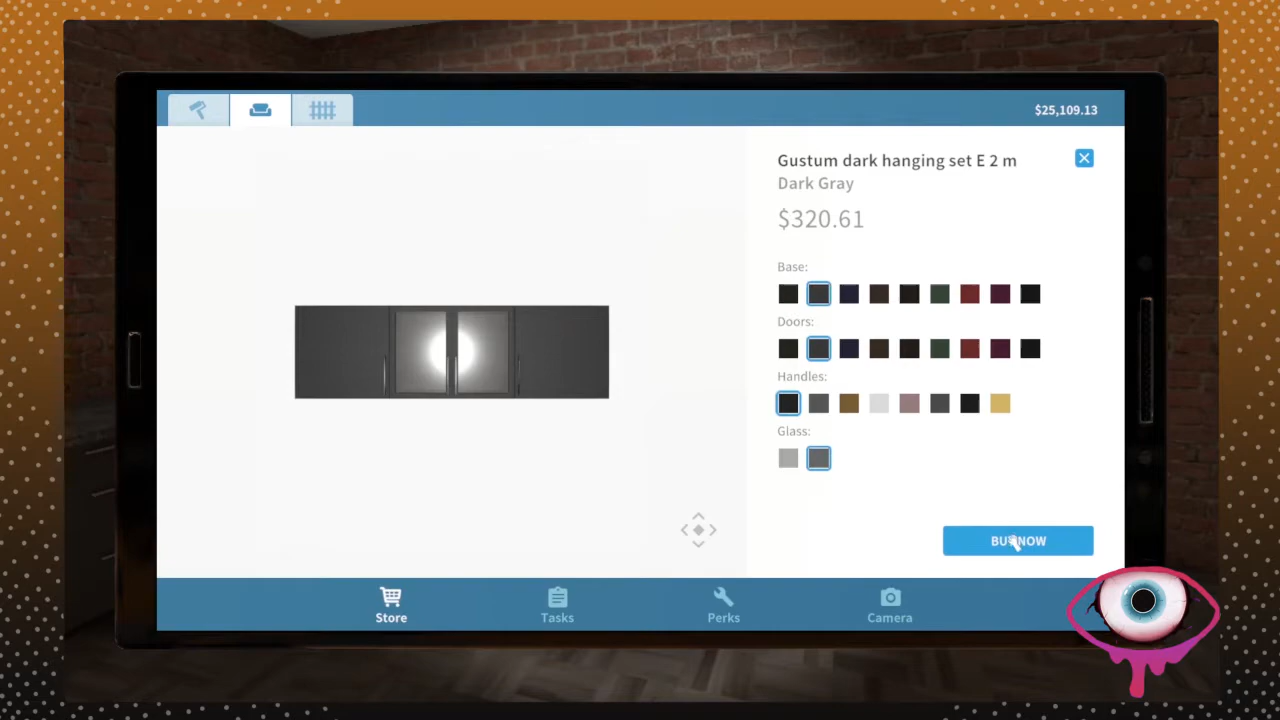 $25,109.13
Gustum dark hanging set E 2 m
Dark Gray
$320.61
Base:
Doors:
Handles:
Glass:
BUY NOW
Store
Tasks
Perks
Camera